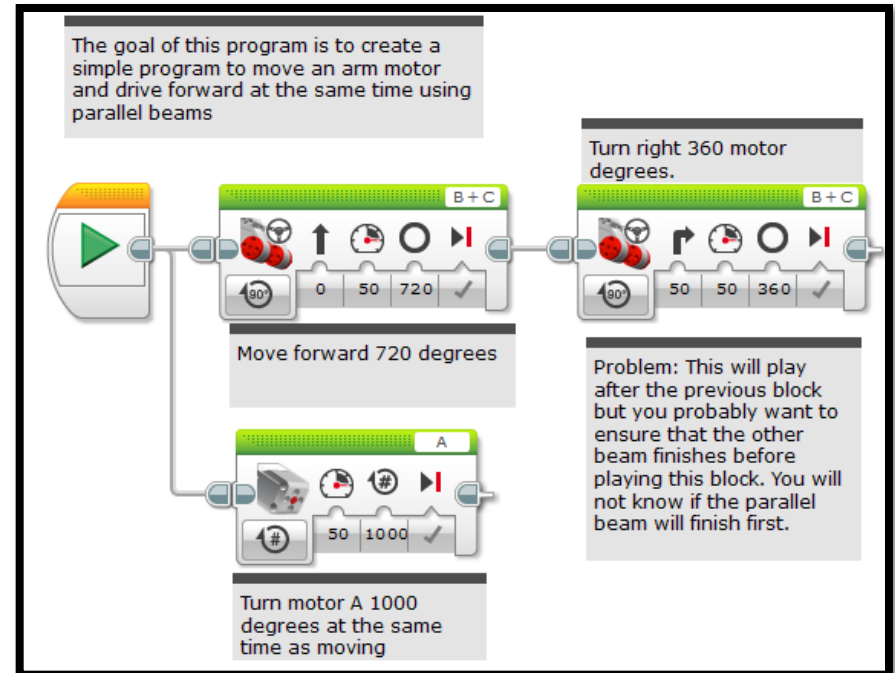 The goal of this program is to create a
simple program to move an arm motor
and drive forward at the same time using
parallel beams
Turn right 360 motor
degrees.
B+C
B+C
90°
0 50 720
90°
50 50 360
Move forward 720 degrees
Problem: This will play
after the previous block
but you probably want to
ensure that the other
beam finishes before
playing this block. You will
not know if the parallel
beam will finish first.
A
#
#
50 1000
Turn motor A 1000
degrees at the same
time as moving